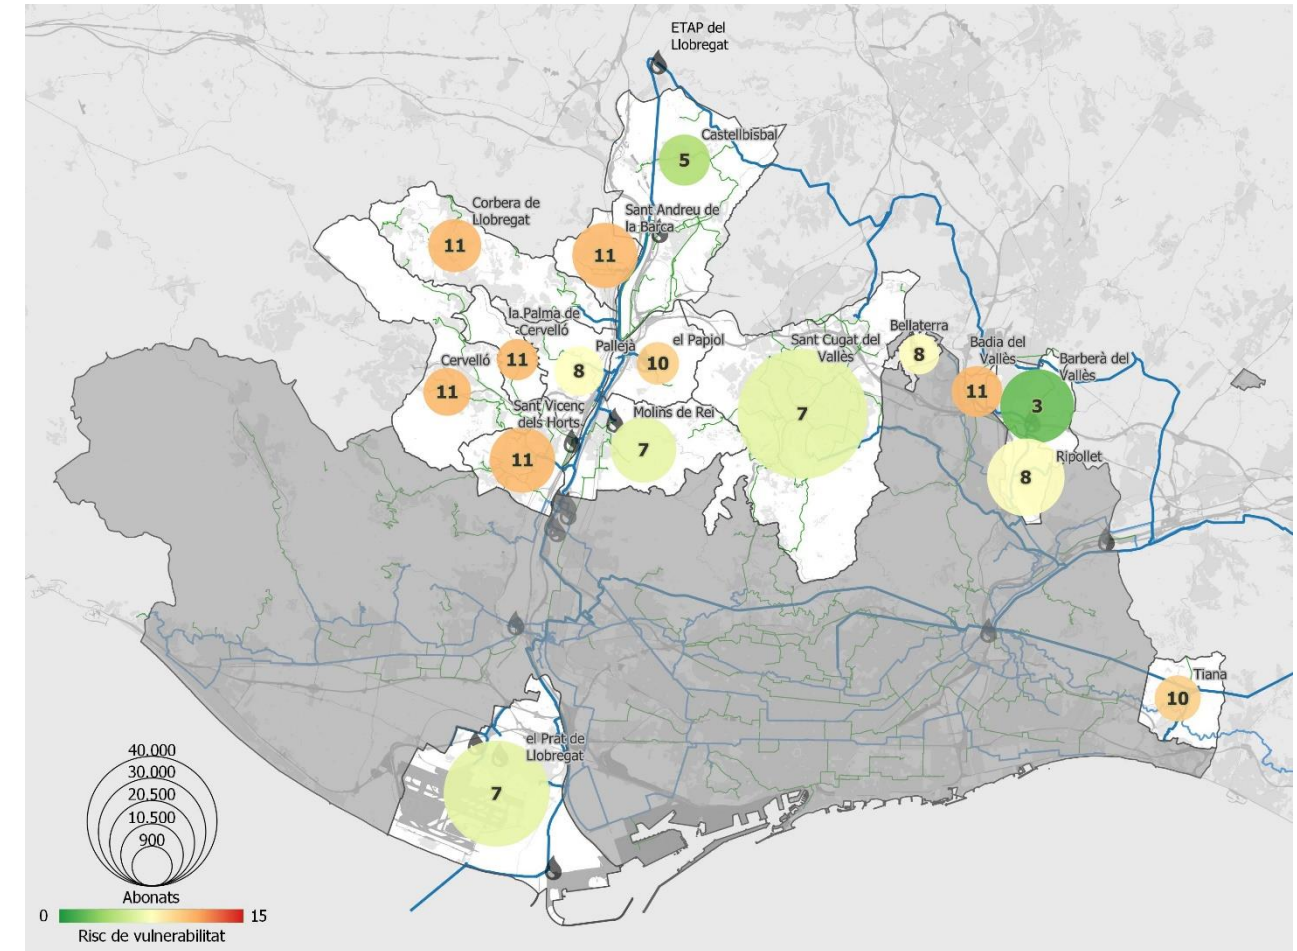 ETAP del
Llobregat
Castellbisbal
5
Corbera de
Llobregat
11
Sant Andreu de
la Barca
11
la Palma de
Cervelló
11
Pallejà
8
el Papiol
10
Cervelló
11
Sant Vicenç
dels Horts
11
Molins de Rei
7
Sant Cugat del
Vallès
7
Bellaterra
8
Badia del
Vallès
11
Barberà del
Vallès
3
Ripollet
8
Tiana
10
el Prat de
Llobregat
7
40.000
30.000
20.500
10.500
900
Abonats
0 15
Risc de vulnerabilitat